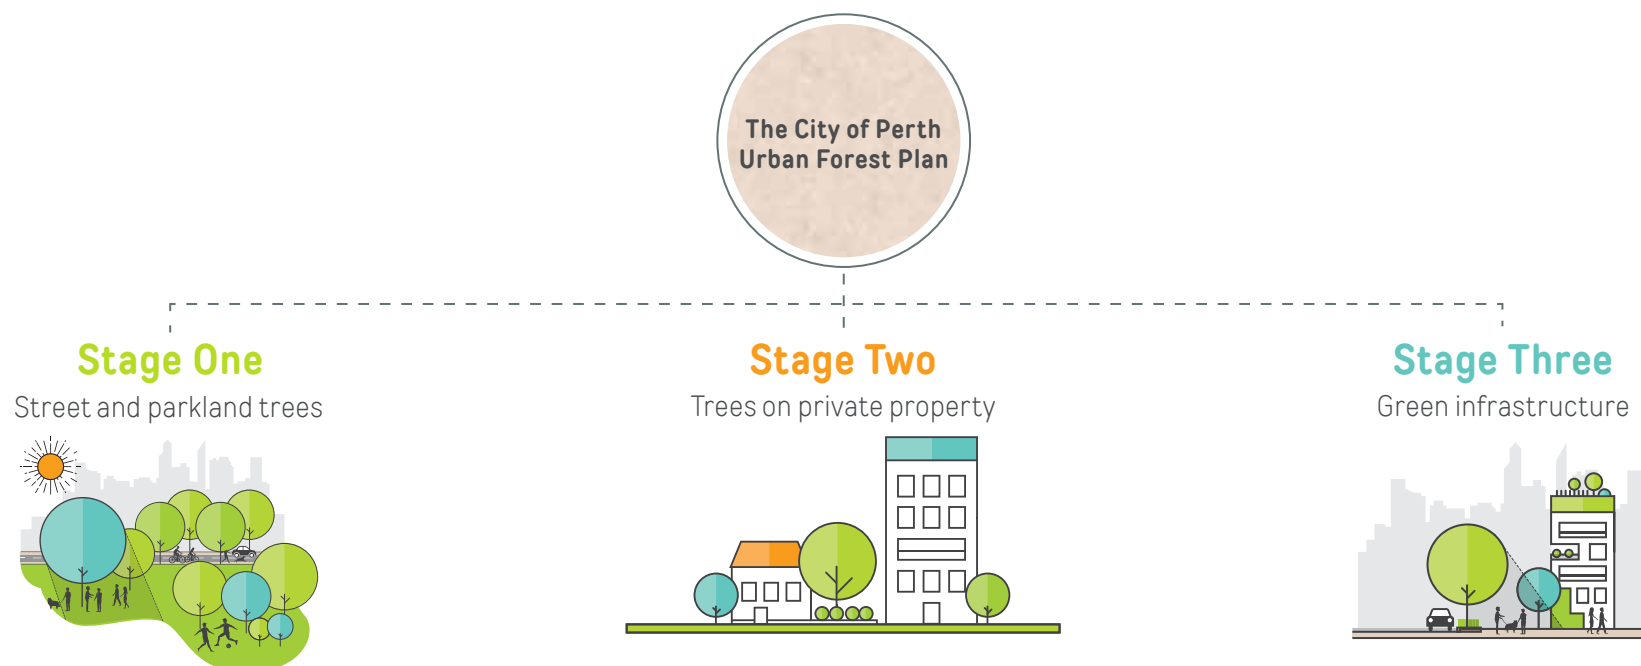 The City of Perth
Urban Forest Plan
Stage One
Street and parkland trees
Stage Two
Trees on private property
Stage Three
Green infrastructure